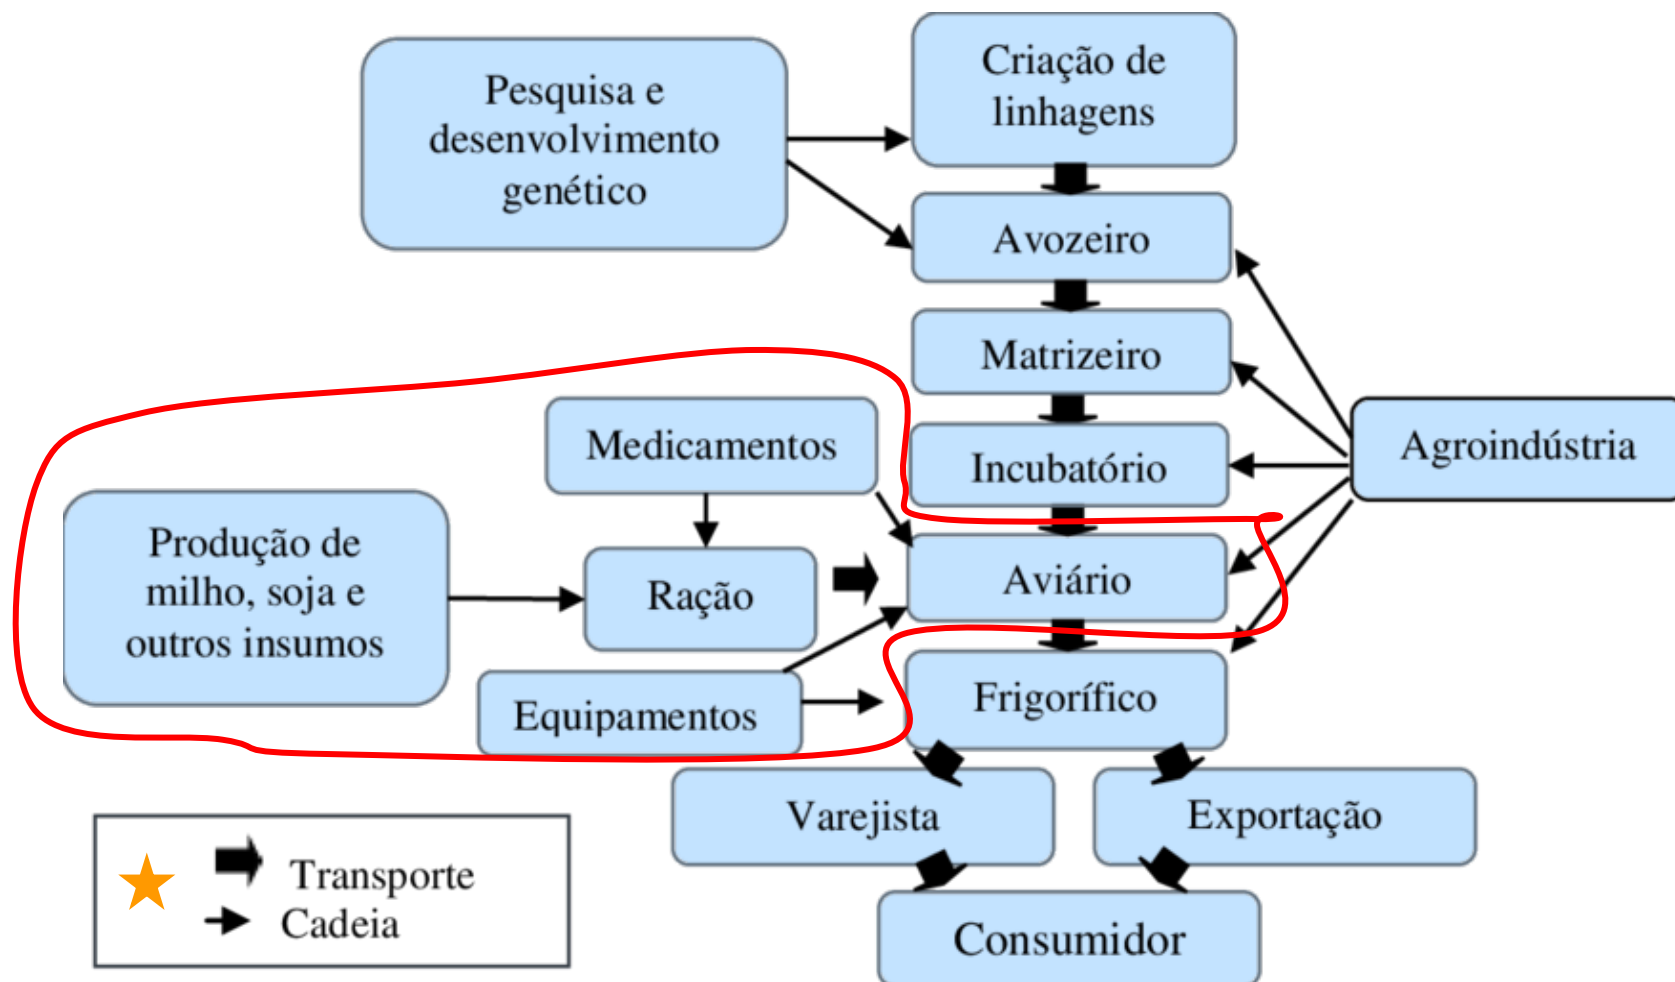 Pesquisa e
desenvolvimento
genético
Criação de
linhagens
Avozeiro
Matrizeiro
Incubatório
Agroindústria
Medicamentos
Produção de
milho, soja e
outros insumos
Ração
Aviário
Equipamentos
Frigorífico
Varejista
Exportação
Consumidor
Transporte
Cadeia